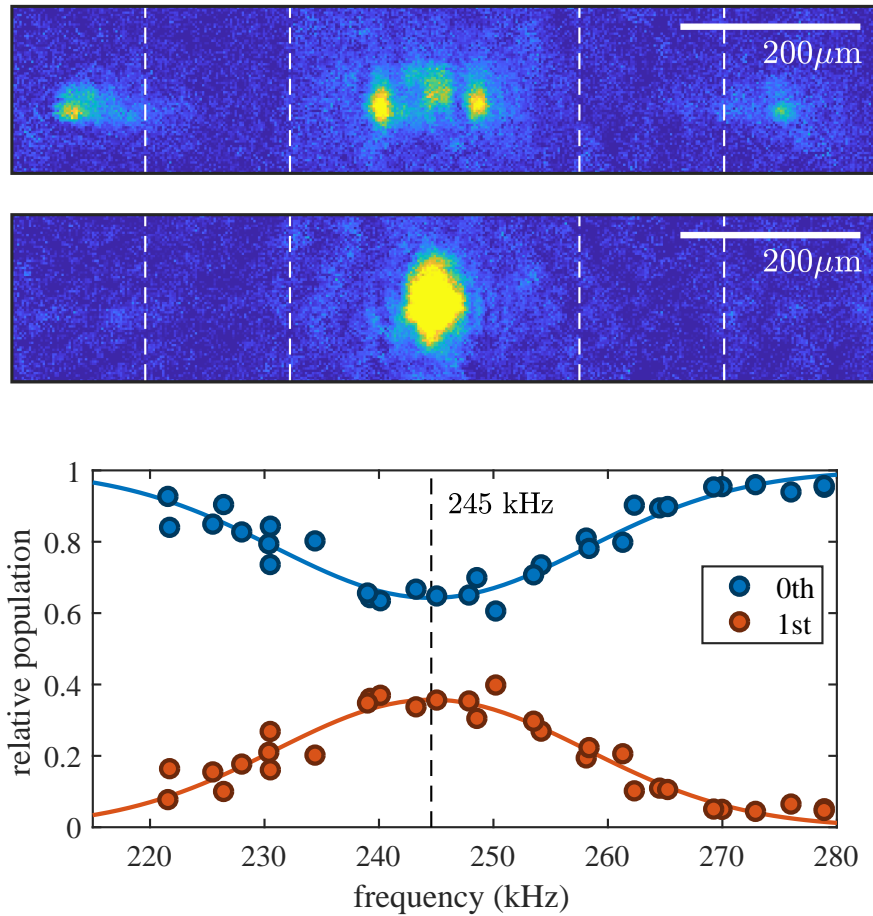 200μm
200μm
245 kHz
1
0.8
0.6
0.4
0.2
0
relative population
0th
1st
220 230 240 250 260 270 280
frequency (kHz)